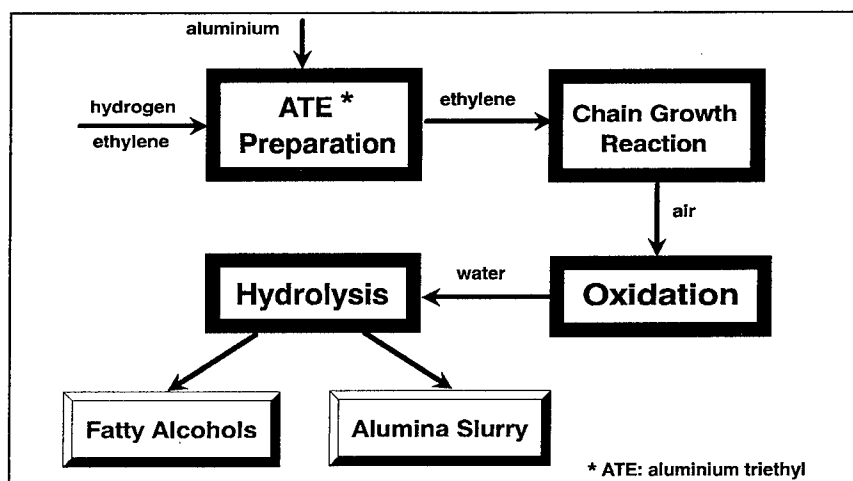 aluminium
hydrogen
ethylene
ATE *
Preparation
ethylene
Chain Growth
Reaction
air
Oxidation
water
Hydrolysis
Fatty Alcohols
Alumina Slurry
* ATE: aluminium triethyl